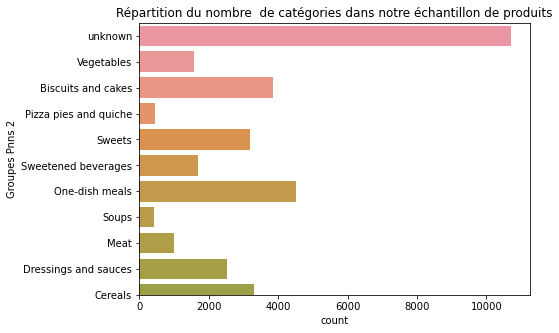 Répartition du nombre  de catégories dans notre échantillon de produits
Groupes Pnns 2
unknown
Vegetables
Biscuits and cakes
Pizza pies and quiche
Sweets
Sweetened beverages
One-dish meals
Soups
Meat
Dressings and sauces
Cereals
0 2000 4000 6000 8000 10000
count